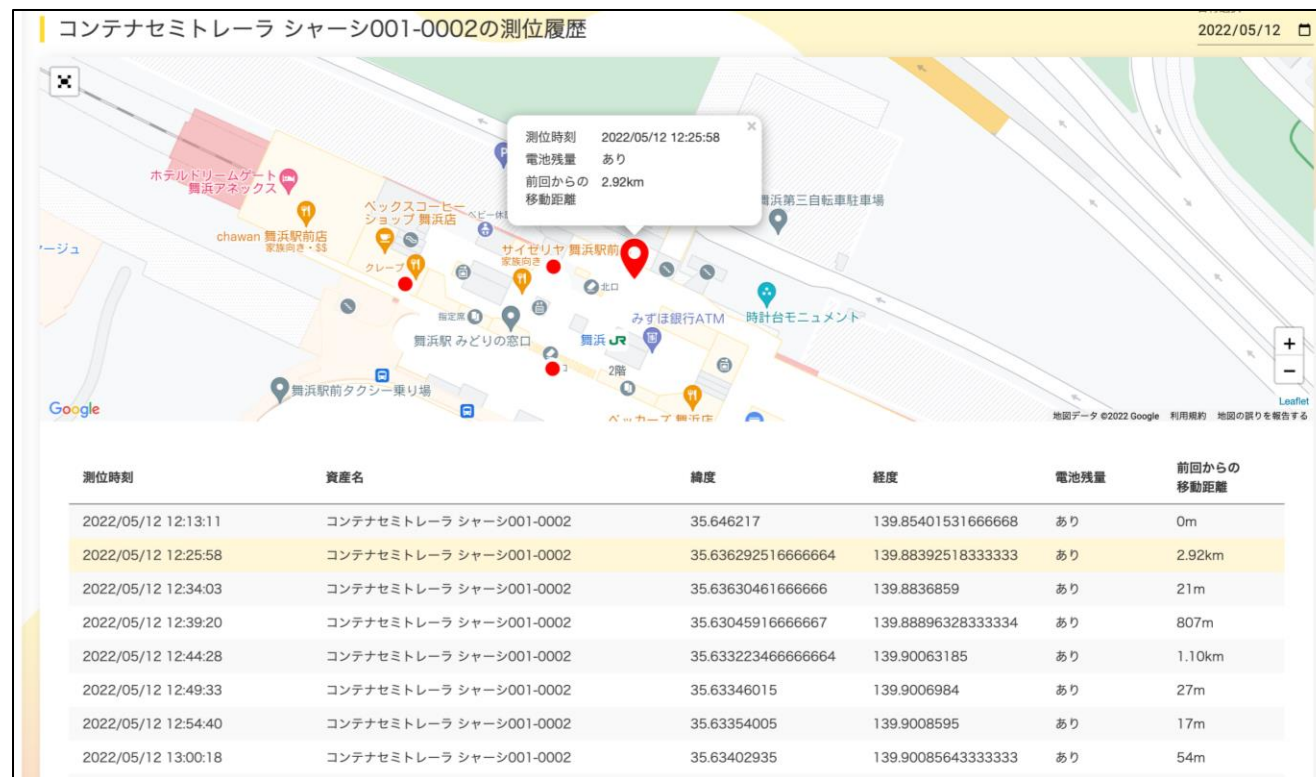 コンテナセミトレーラ シャーシ001-0002の測位履歴
2022/05/12
測位時刻 2022/05/12 12:25:58
×
電池残量 あり
前回からの 2.92km
移動距離
ホテルドリームゲート
舞浜アネックス
chawan 舞浜駅前店
家族向き・$$
ベックスコーヒー
ショップ 舞浜店
クレープ
サイゼリヤ 舞浜駅前
家族向き
舞浜第三自転車駐車場
北口
指定席
舞浜駅 みどりの窓口
舞浜 JR
みずほ銀行ATM
時計台モニュメント
2階
舞浜駅前タクシー乗り場
ベッカーズ 舞浜店
+
−
Google
Leaflet
地図データ ©2022 Google 利用規約 地図の誤りを報告する
測位時刻 資産名 緯度 経度 電池残量 前回からの
移動距離
2022/05/12 12:13:11 コンテナセミトレーラ シャーシ001-0002 35.646217 139.85401531666668 あり 0m
2022/05/12 12:25:58 コンテナセミトレーラ シャーシ001-0002 35.636292516666664 139.88392518333333 あり 2.92km
2022/05/12 12:34:03 コンテナセミトレーラ シャーシ001-0002 35.63630461666666 139.8836859 あり 21m
2022/05/12 12:39:20 コンテナセミトレーラ シャーシ001-0002 35.63045916666667 139.88896328333334 あり 807m
2022/05/12 12:44:28 コンテナセミトレーラ シャーシ001-0002 35.633223466666664 139.90063185 あり 1.10km
2022/05/12 12:49:33 コンテナセミトレーラ シャーシ001-0002 35.63346015 139.9006984 あり 27m
2022/05/12 12:54:40 コンテナセミトレーラ シャーシ001-0002 35.63354005 139.9008595 あり 17m
2022/05/12 13:00:18 コンテナセミトレーラ シャーシ001-0002 35.63402935 139.90085643333333 あり 54m